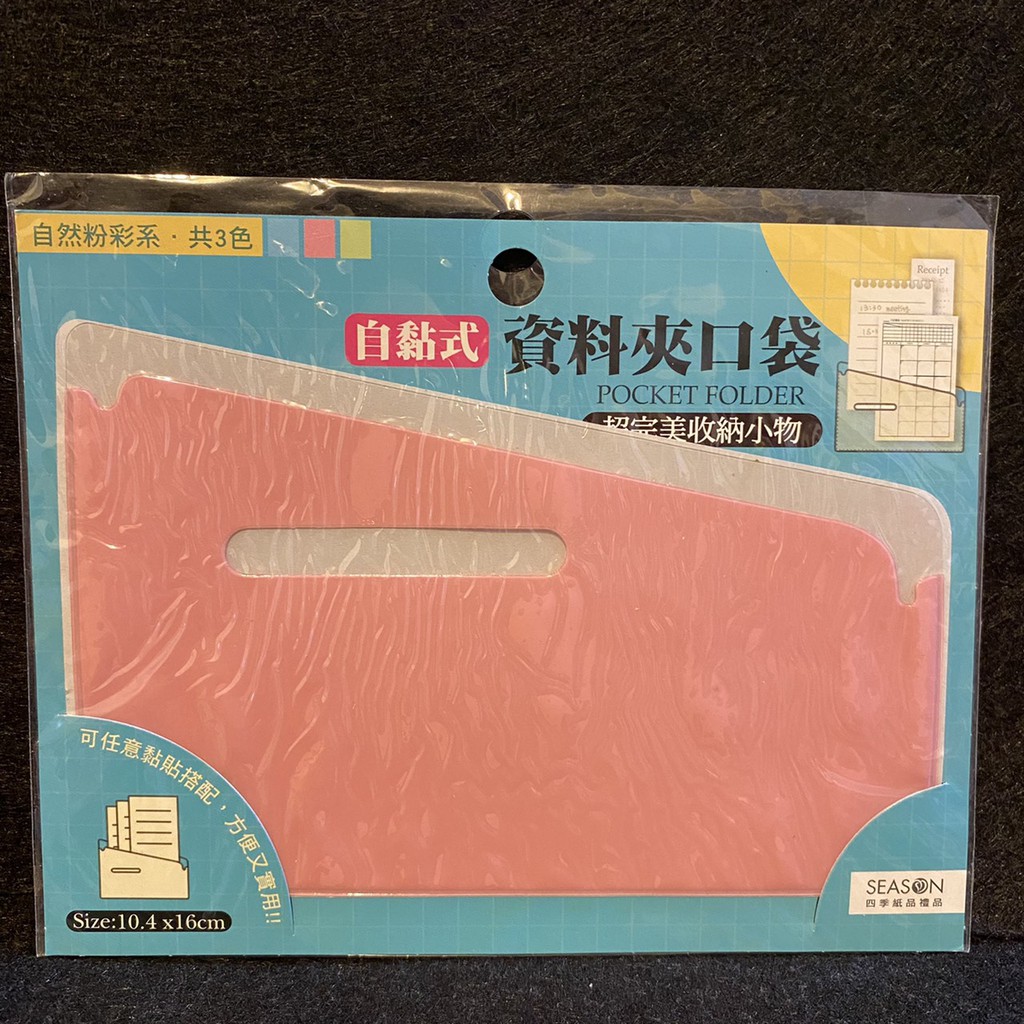 自然粉彩系·共3色
Receipt
meeting
自黏式 資料夾口袋
POCKET FOLDER
超完美收納小物
可任意黏貼搭配，方便又實用!!
Size:10.4 x16cm
SEASON
四季紙品禮品